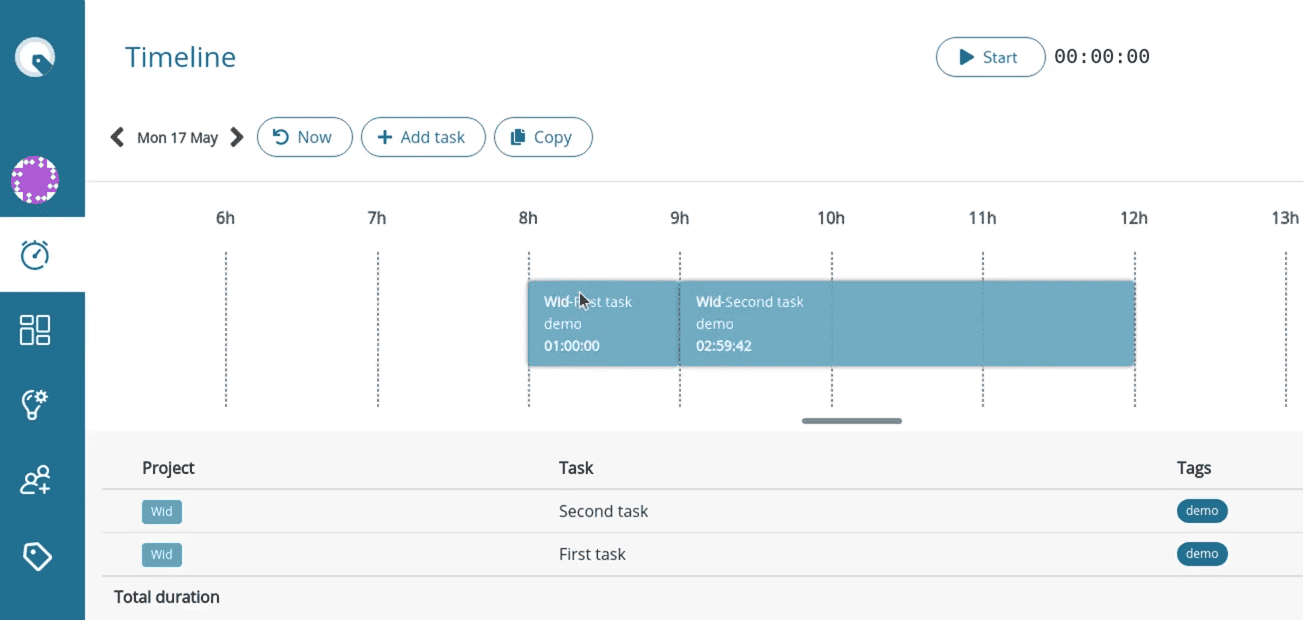 Timeline
Start 00:00:00
Mon 17 May Now Add task Copy
6h 7h 8h 9h 10h 11h 12h 13h
Wid-First task
demo
01:00:00
Wid-Second task
demo
02:59:42
Project Task Tags
Wid Second task demo
Wid First task demo
Total duration